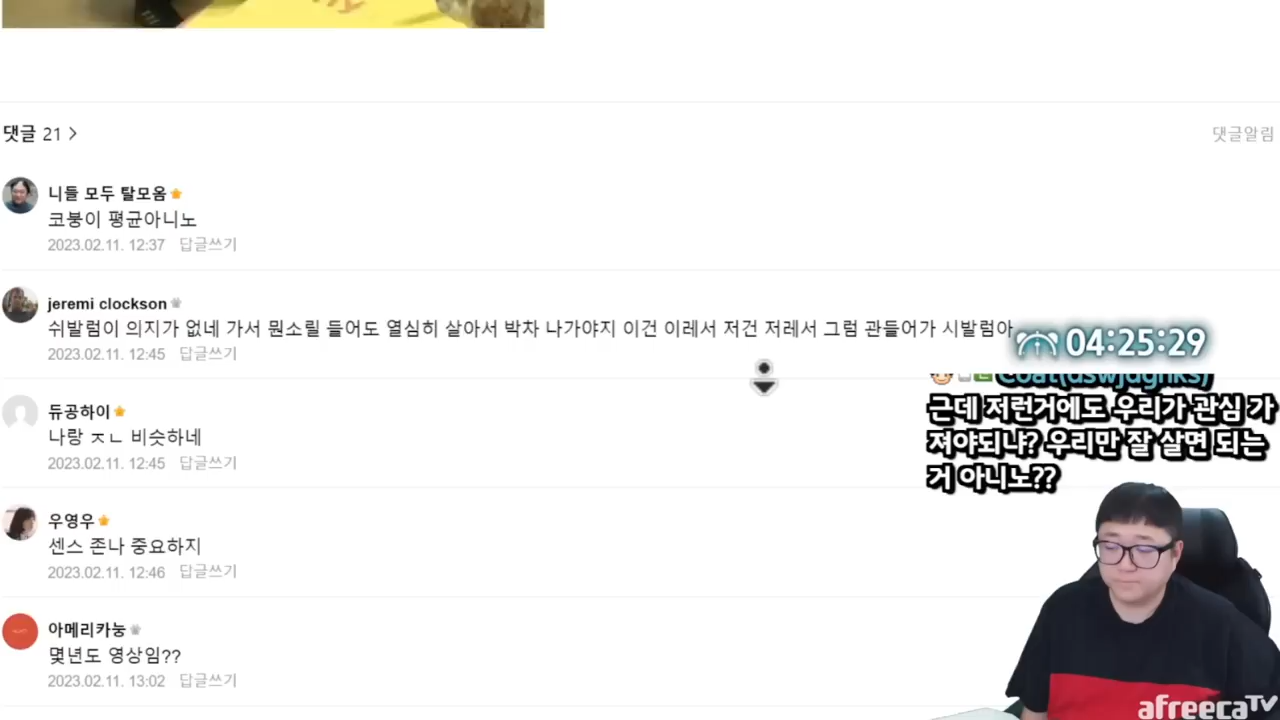 댓글 21
댓글알림
니들 모두 탈모옴
코붕이 평균아니노
2023.02.11. 12:37 답글쓰기
jeremi clockson
쉬발럼이 의지가 없네 가서 뭔소릴 들어도 열심히 살아서 박차 나가야지 이건 이레서 저건 저레서 그럼 관들어가 시발럼아
2023.02.11. 12:45 답글쓰기
04:25:29
Coat(dswjdghks)
근데 저런거에도 우리가 관심 가
져야되냐? 우리만 잘 살면 되는
거 아니노??
듀공하이
나랑 ㅈㄴ 비슷하네
2023.02.11. 12:45 답글쓰기
우영우
센스 존나 중요하지
2023.02.11. 12:46 답글쓰기
아메리카눙
몇년도 영상임??
2023.02.11. 13:02 답글쓰기
afreecaTV